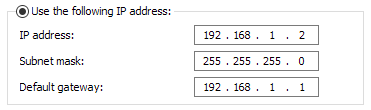 Use the following IP address:
IP address: 192 . 168 . 1 . 2
Subnet mask: 255 . 255 . 255 . 0
Default gateway: 192 . 168 . 1 . 1